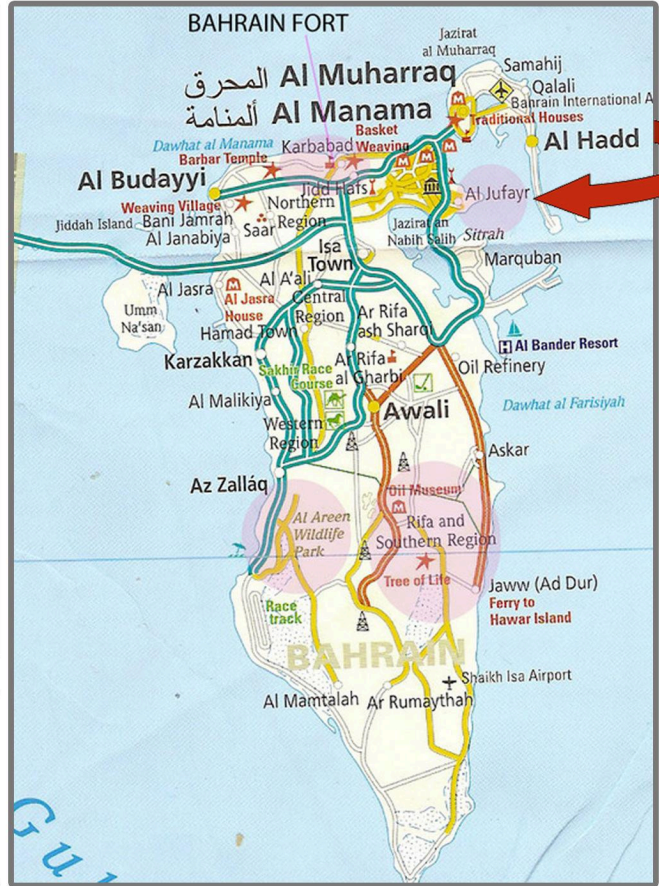 BAHRAIN FORT
Jazirat
al Muharraq
Samahij
المحرق Al Muharraq
Qalali
Bahrain International A
ألمنامة Al Manama
Traditional Houses
Basket
Weaving
Dawhat al Manama
Karbabad
Al Hadd
Barbar Temple
Al Budayyi
Jidd Hafs
Al Jufayr
Weaving Village
Northern
Region
Jiddah Island
Bani Jamrah
Saar
Jazirat an
Nabih Salih
Sitrah
Al Janabiya
Isa
Town
Marquban
Al Jasra
Al A'ali
Al Jasra
House
Central
Region
Umm
Na'san
Ar Rifa
ash Sharqi
Hamad Town
Al Bander Resort
Karzakkan
Ar Rifa
al Gharbi
Oil Refinery
Sakhir Race
Course
Al Malikiya
Awali
Dawhat al Farisiyah
Western
Region
Askar
Az Zalláq
Oil Museum
Al Areen
Wildlife
Park
Rifa and
Southern Region
Tree of Life
Jaww (Ad Dur)
Ferry to
Hawar Island
Race
track
BAHRAIN
Shaikh Isa Airport
Al Mamtalah
Ar Rumaythah
Gul